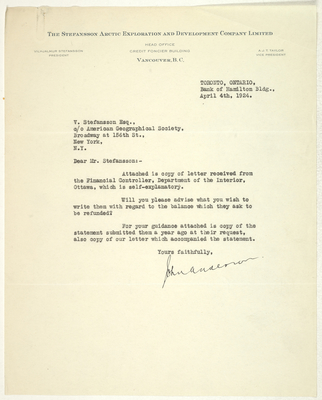 THE STEFANSSON ARCTIC EXPLORATION AND DEVELOPMENT COMPANY LIMITED
HEAD OFFICE
VILHJALMUR STEFANSSON
CREDIT FONCIER BUILDING
A. J. T. TAYLOR
PRESIDENT
VANCOUVER, B.C.
VICE PRESIDENT
TORONTO, ONTARIO,
Bank of Hamilton Bldg.,
April 4th, 1924.
V. Stefansson Esq.,
c/o American Geographical Society,
Broadway at 156th St.,
New York,
N.Y.
Dear Mr. Stefansson:-
Attached is copy of letter received from
the Financial Controller, Department of the Interior,
Ottawa, which is self-explanatory.
Will you please advise what you wish to
write them with regard to the balance which they ask
to be refunded?
For your guidance attached is copy of the
statement submitted them a year ago at their request,
also copy of our letter which accompanied the statement.
Yours faithfully,
John Anderson